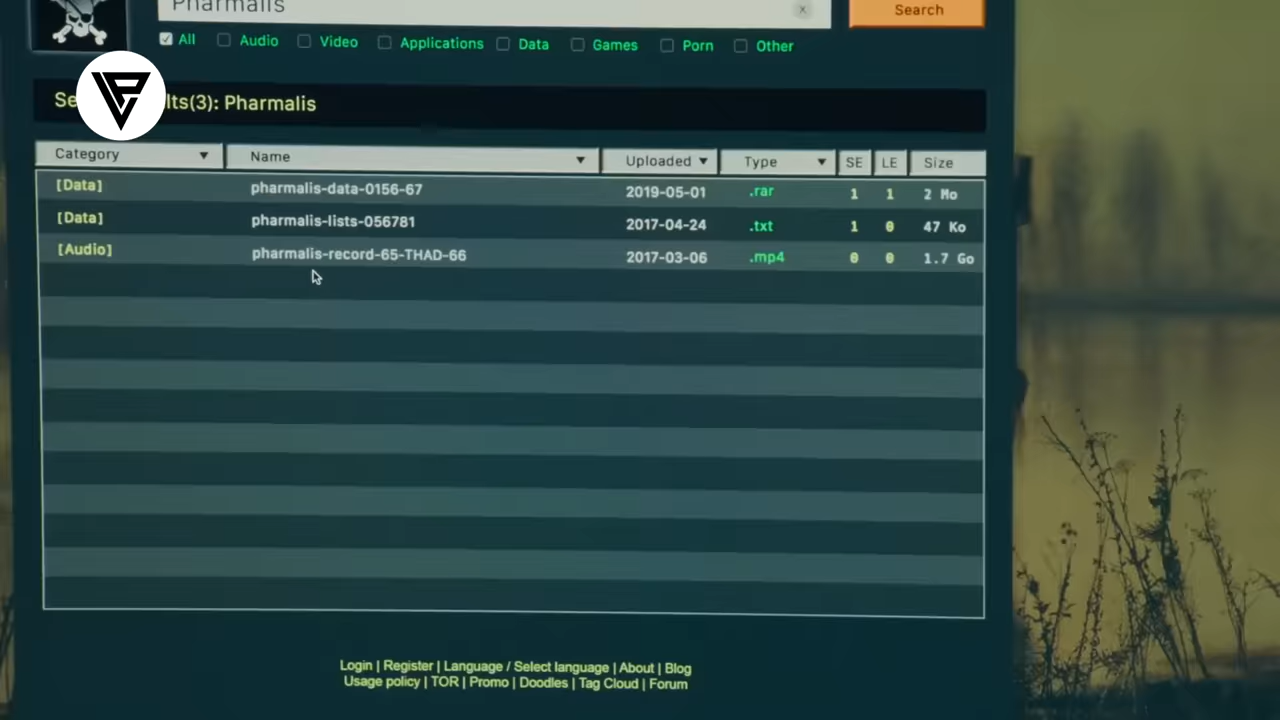 Pharmalis
Search
All Audio Video Applications Data Games Porn Other
Se lts(3): Pharmalis
Category Name Uploaded Type SE LE Size
[Data] pharmalis-data-0156-67 2019-05-01 .rar 1 1 2 Mo
[Data] pharmalis-lists-056781 2017-04-24 .txt 1 0 47 Ko
[Audio] pharmalis-record-65-THAD-66 2017-03-06 .mp4 0 0 1.7 Go
Login | Register | Language / Select language | About | Blog
Usage policy | TOR | Promo | Doodles | Tag Cloud | Forum